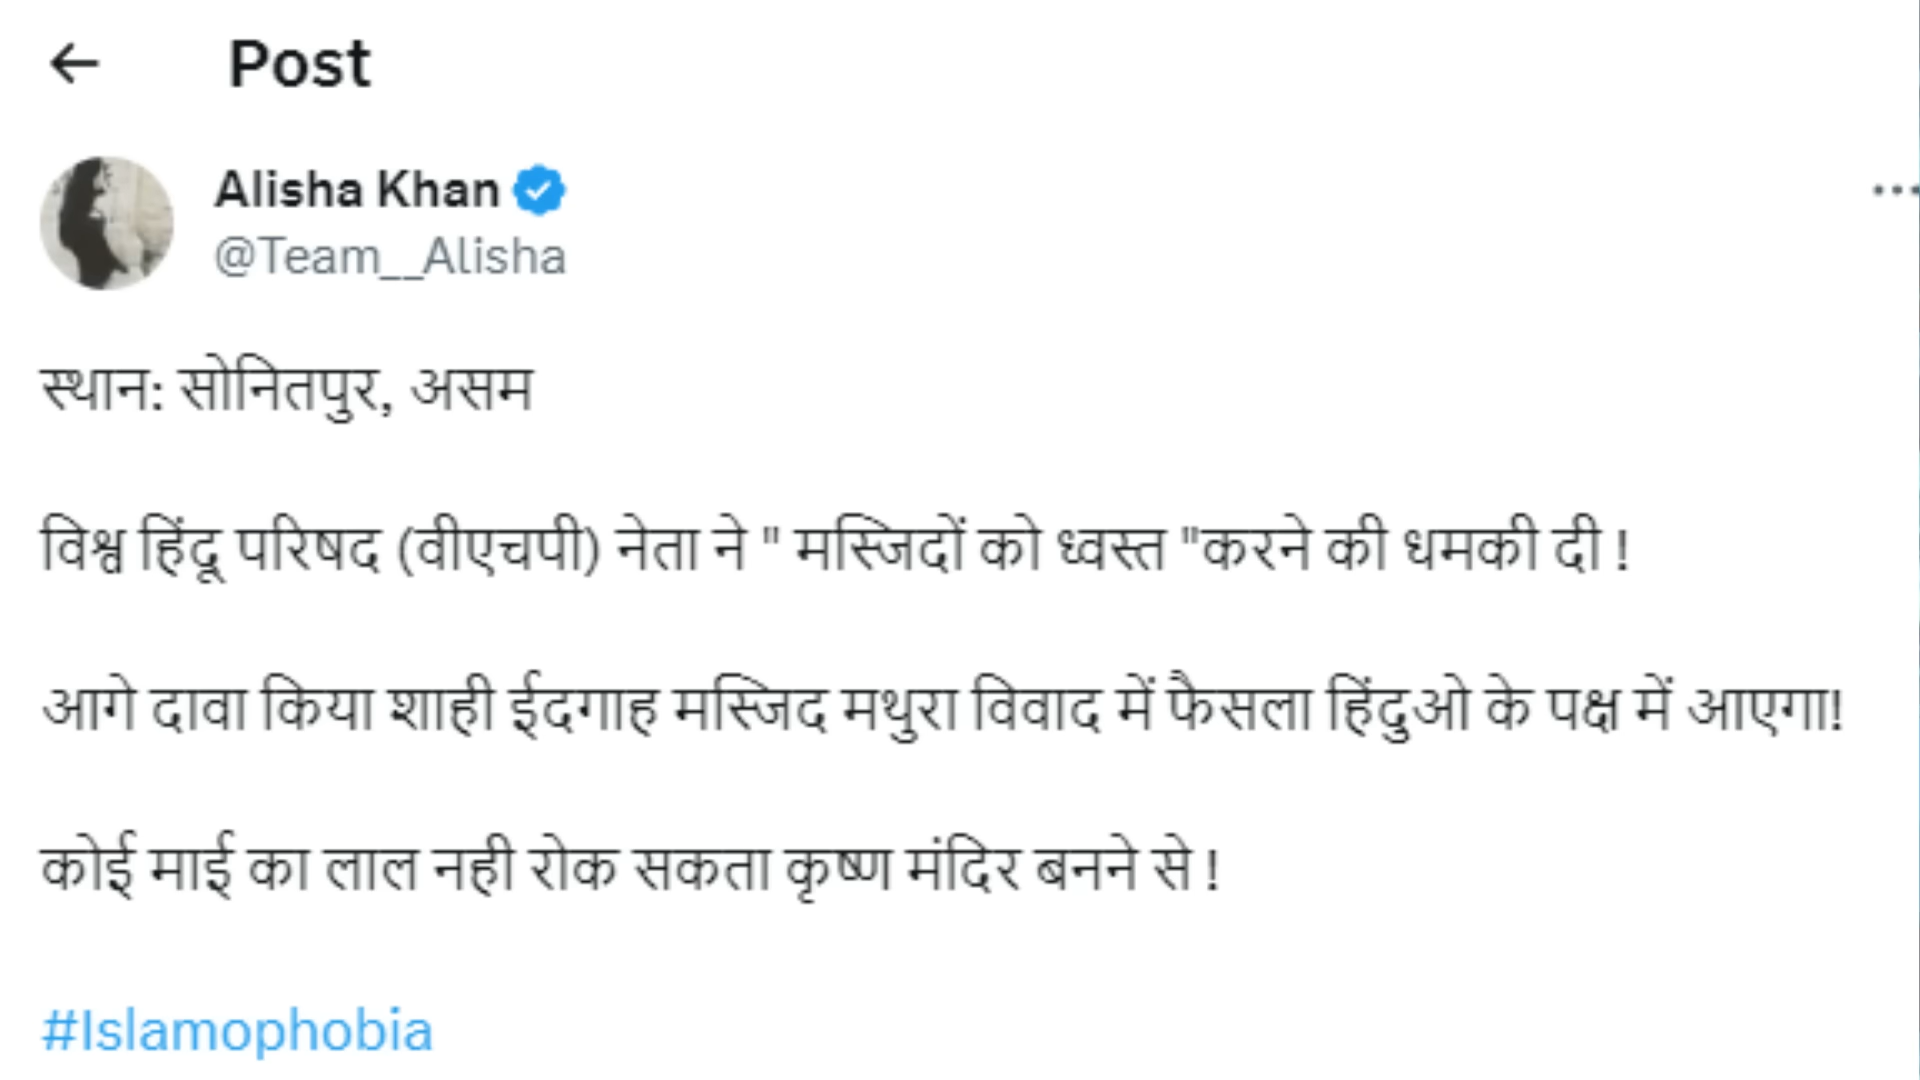 Post
Alisha Khan
@Team__Alisha
स्थान: सोनितपुर, असम
विश्व हिंदू परिषद (वीएचपी) नेता ने " मस्जिदों को ध्वस्त "करने की धमकी दी !
आगे दावा किया शाही ईदगाह मस्जिद मथुरा विवाद में फैसला हिंदुओ के पक्ष में आएगा!
कोई माई का लाल नही रोक सकता कृष्ण मंदिर बनने से !
#Islamophobia